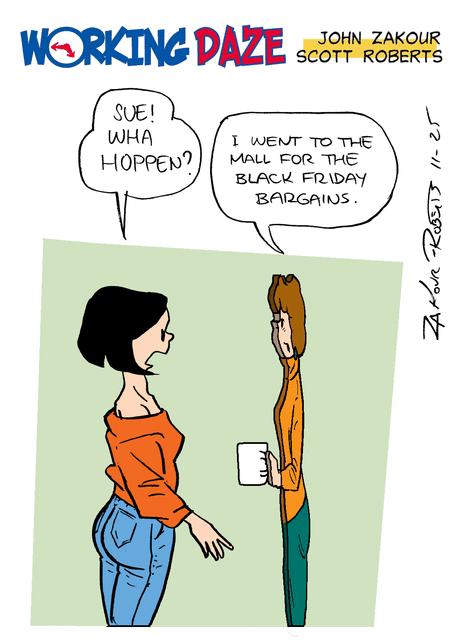 WORKING DAZE
JOHN ZAKOUR
SCOTT ROBERTS
SUE!
WHA
HOPPEN?
I WENT TO THE
MALL FOR THE
BLACK FRIDAY
BARGAINS.
ZAKOUR ROBERTS 11-25